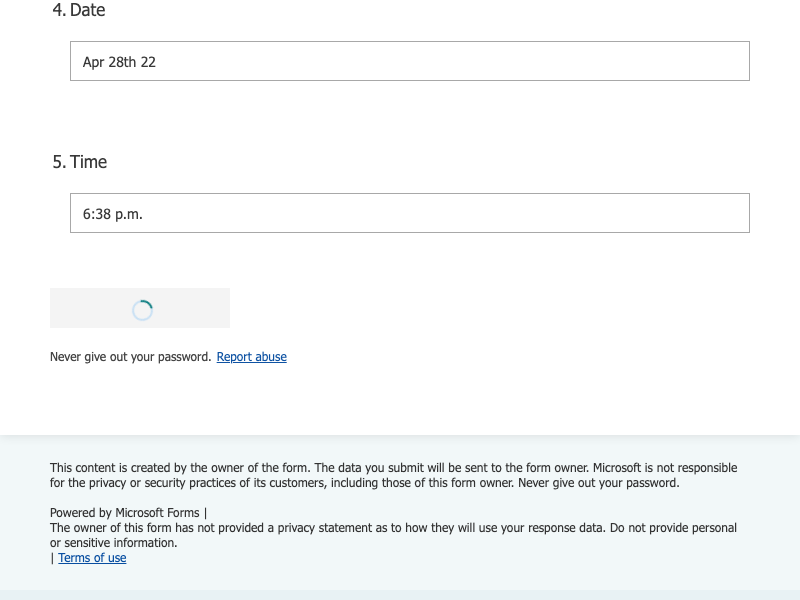 4. Date
Apr 28th 22
5. Time
6:38 p.m.
Never give out your password. Report abuse
This content is created by the owner of the form. The data you submit will be sent to the form owner. Microsoft is not responsible
for the privacy or security practices of its customers, including those of this form owner. Never give out your password.
Powered by Microsoft Forms |
The owner of this form has not provided a privacy statement as to how they will use your response data. Do not provide personal
or sensitive information.
| Terms of use